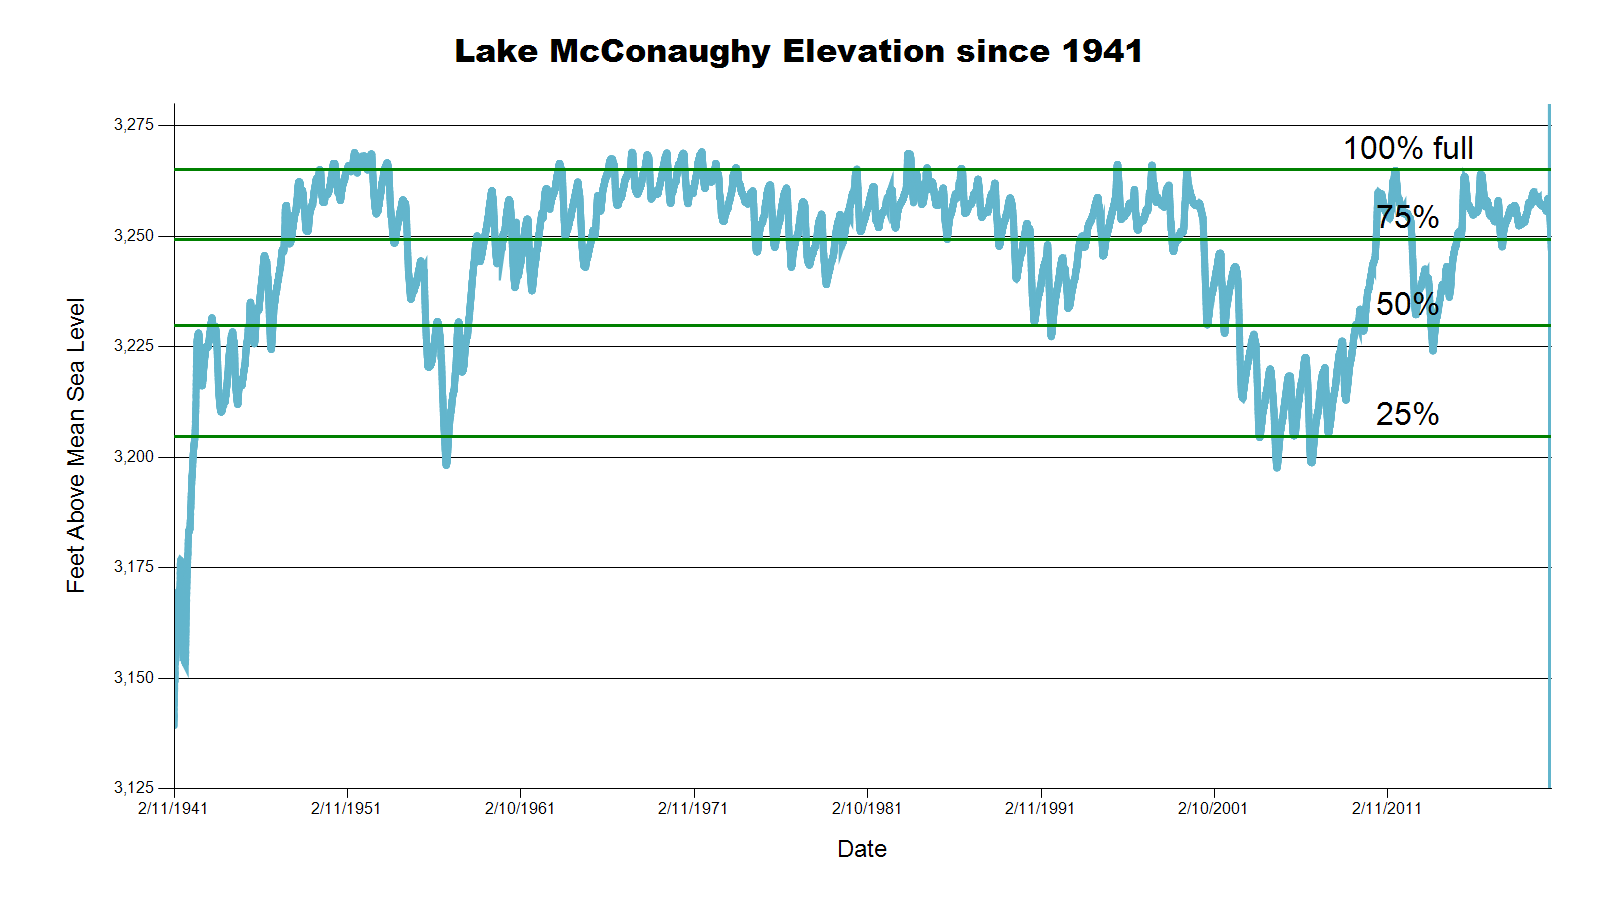 Lake McConaughy Elevation since 1941
3,275
100% full
75%
3,250
50%
3,225
25%
3,200
3,175
3,150
3,125
Feet Above Mean Sea Level
2/11/1941 2/11/1951 2/10/1961 2/11/1971 2/10/1981 2/11/1991 2/10/2001 2/11/2011
Date